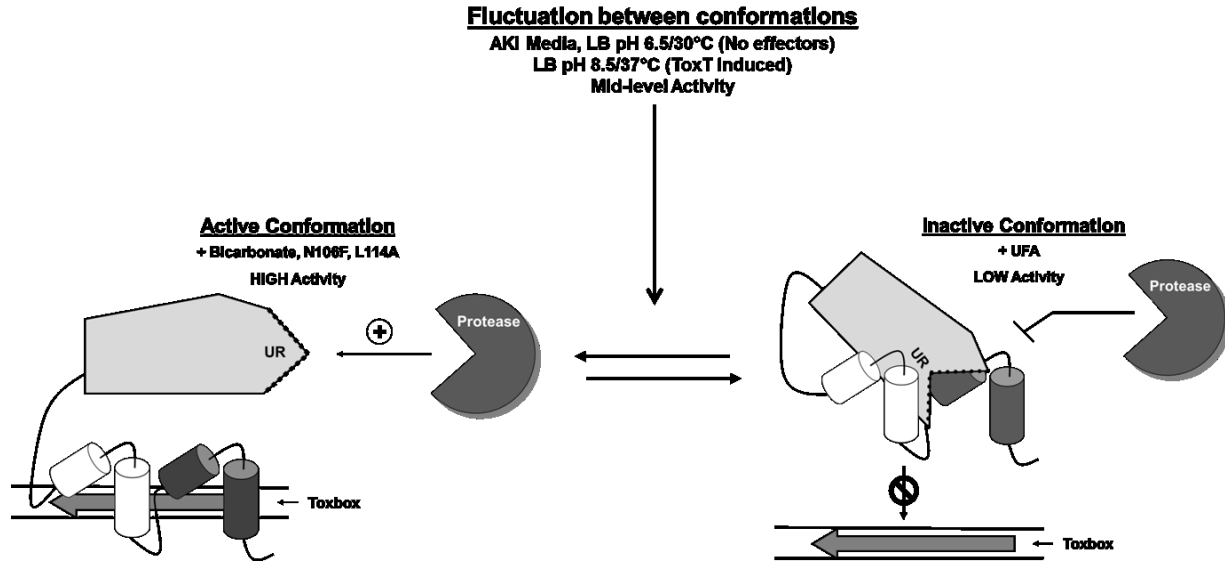 Fluctuation between conformations
AKI Media, LB pH 6.5/30°C (No effectors)
LB pH 8.5/37°C (ToxT Induced)
Mid-level Activity
Active Conformation
+ Bicarbonate, N106F, L114A
HIGH Activity
UR
+
Protease
Toxbox
Inactive Conformation
+ UFA
LOW Activity
Protease
UR
Toxbox